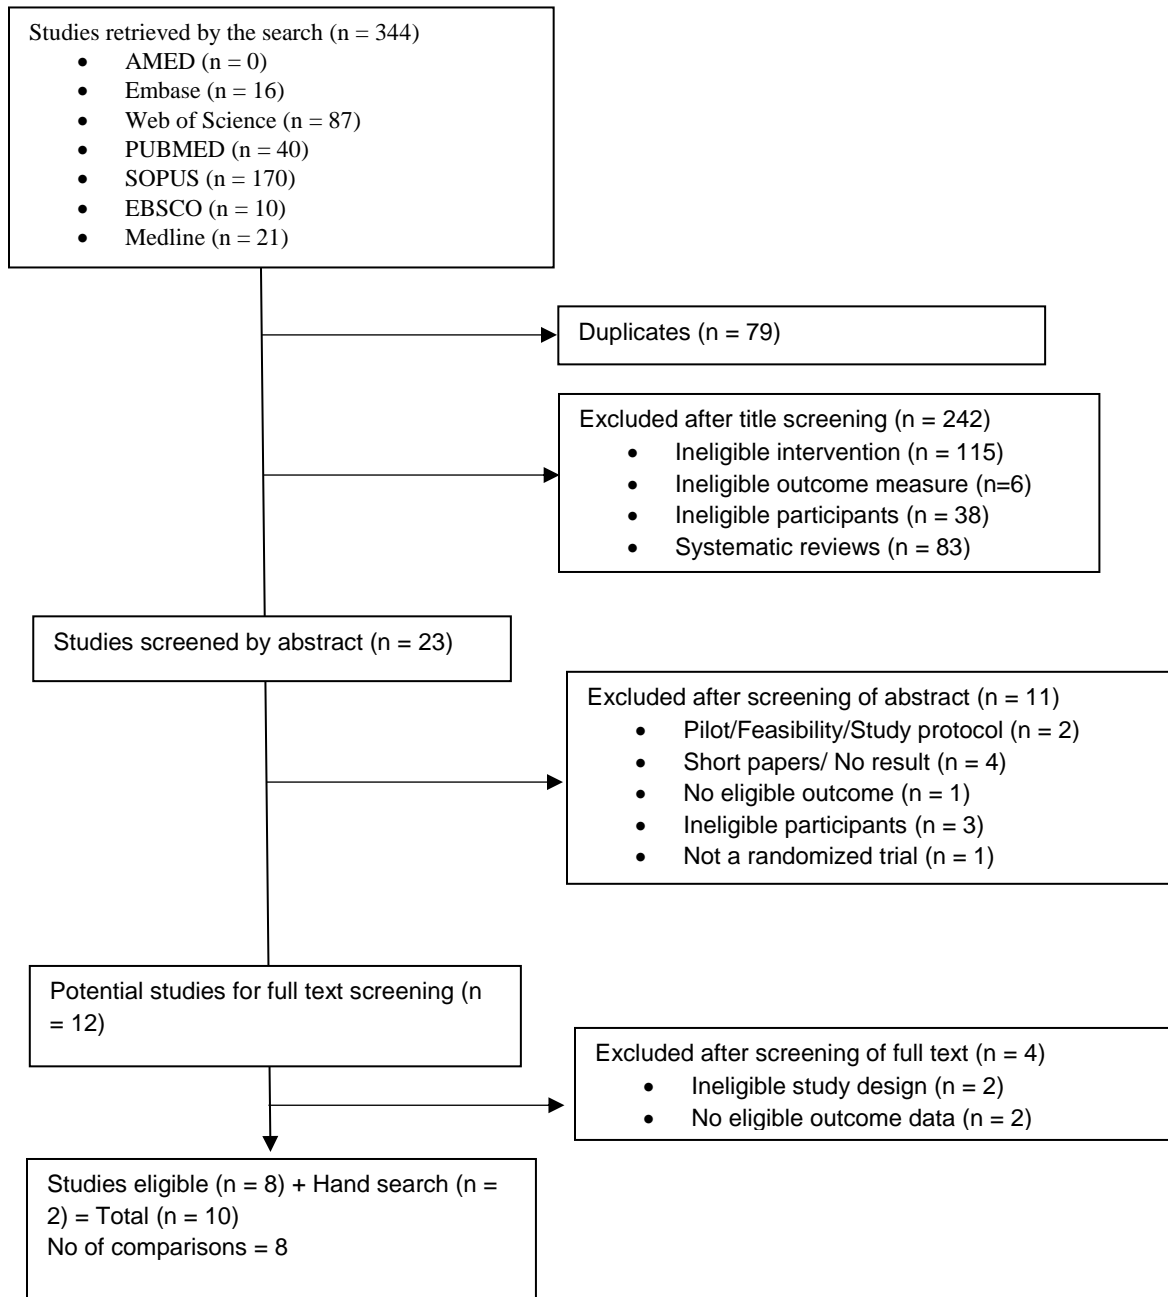 Studies retrieved by the search (n = 344)
• AMED (n = 0)
• Embase (n = 16)
• Web of Science (n = 87)
• PUBMED (n = 40)
• SOPUS (n = 170)
• EBSCO (n = 10)
• Medline (n = 21)
Duplicates (n = 79)
Excluded after title screening (n = 242)
• Ineligible intervention (n = 115)
• Ineligible outcome measure (n=6)
• Ineligible participants (n = 38)
• Systematic reviews (n = 83)
Studies screened by abstract (n = 23)
Excluded after screening of abstract (n = 11)
• Pilot/Feasibility/Study protocol (n = 2)
• Short papers/ No result (n = 4)
• No eligible outcome (n = 1)
• Ineligible participants (n = 3)
• Not a randomized trial (n = 1)
Potential studies for full text screening (n
= 12)
Excluded after screening of full text (n = 4)
• Ineligible study design (n = 2)
• No eligible outcome data (n = 2)
Studies eligible (n = 8) + Hand search (n =
2) = Total (n = 10)
No of comparisons = 8